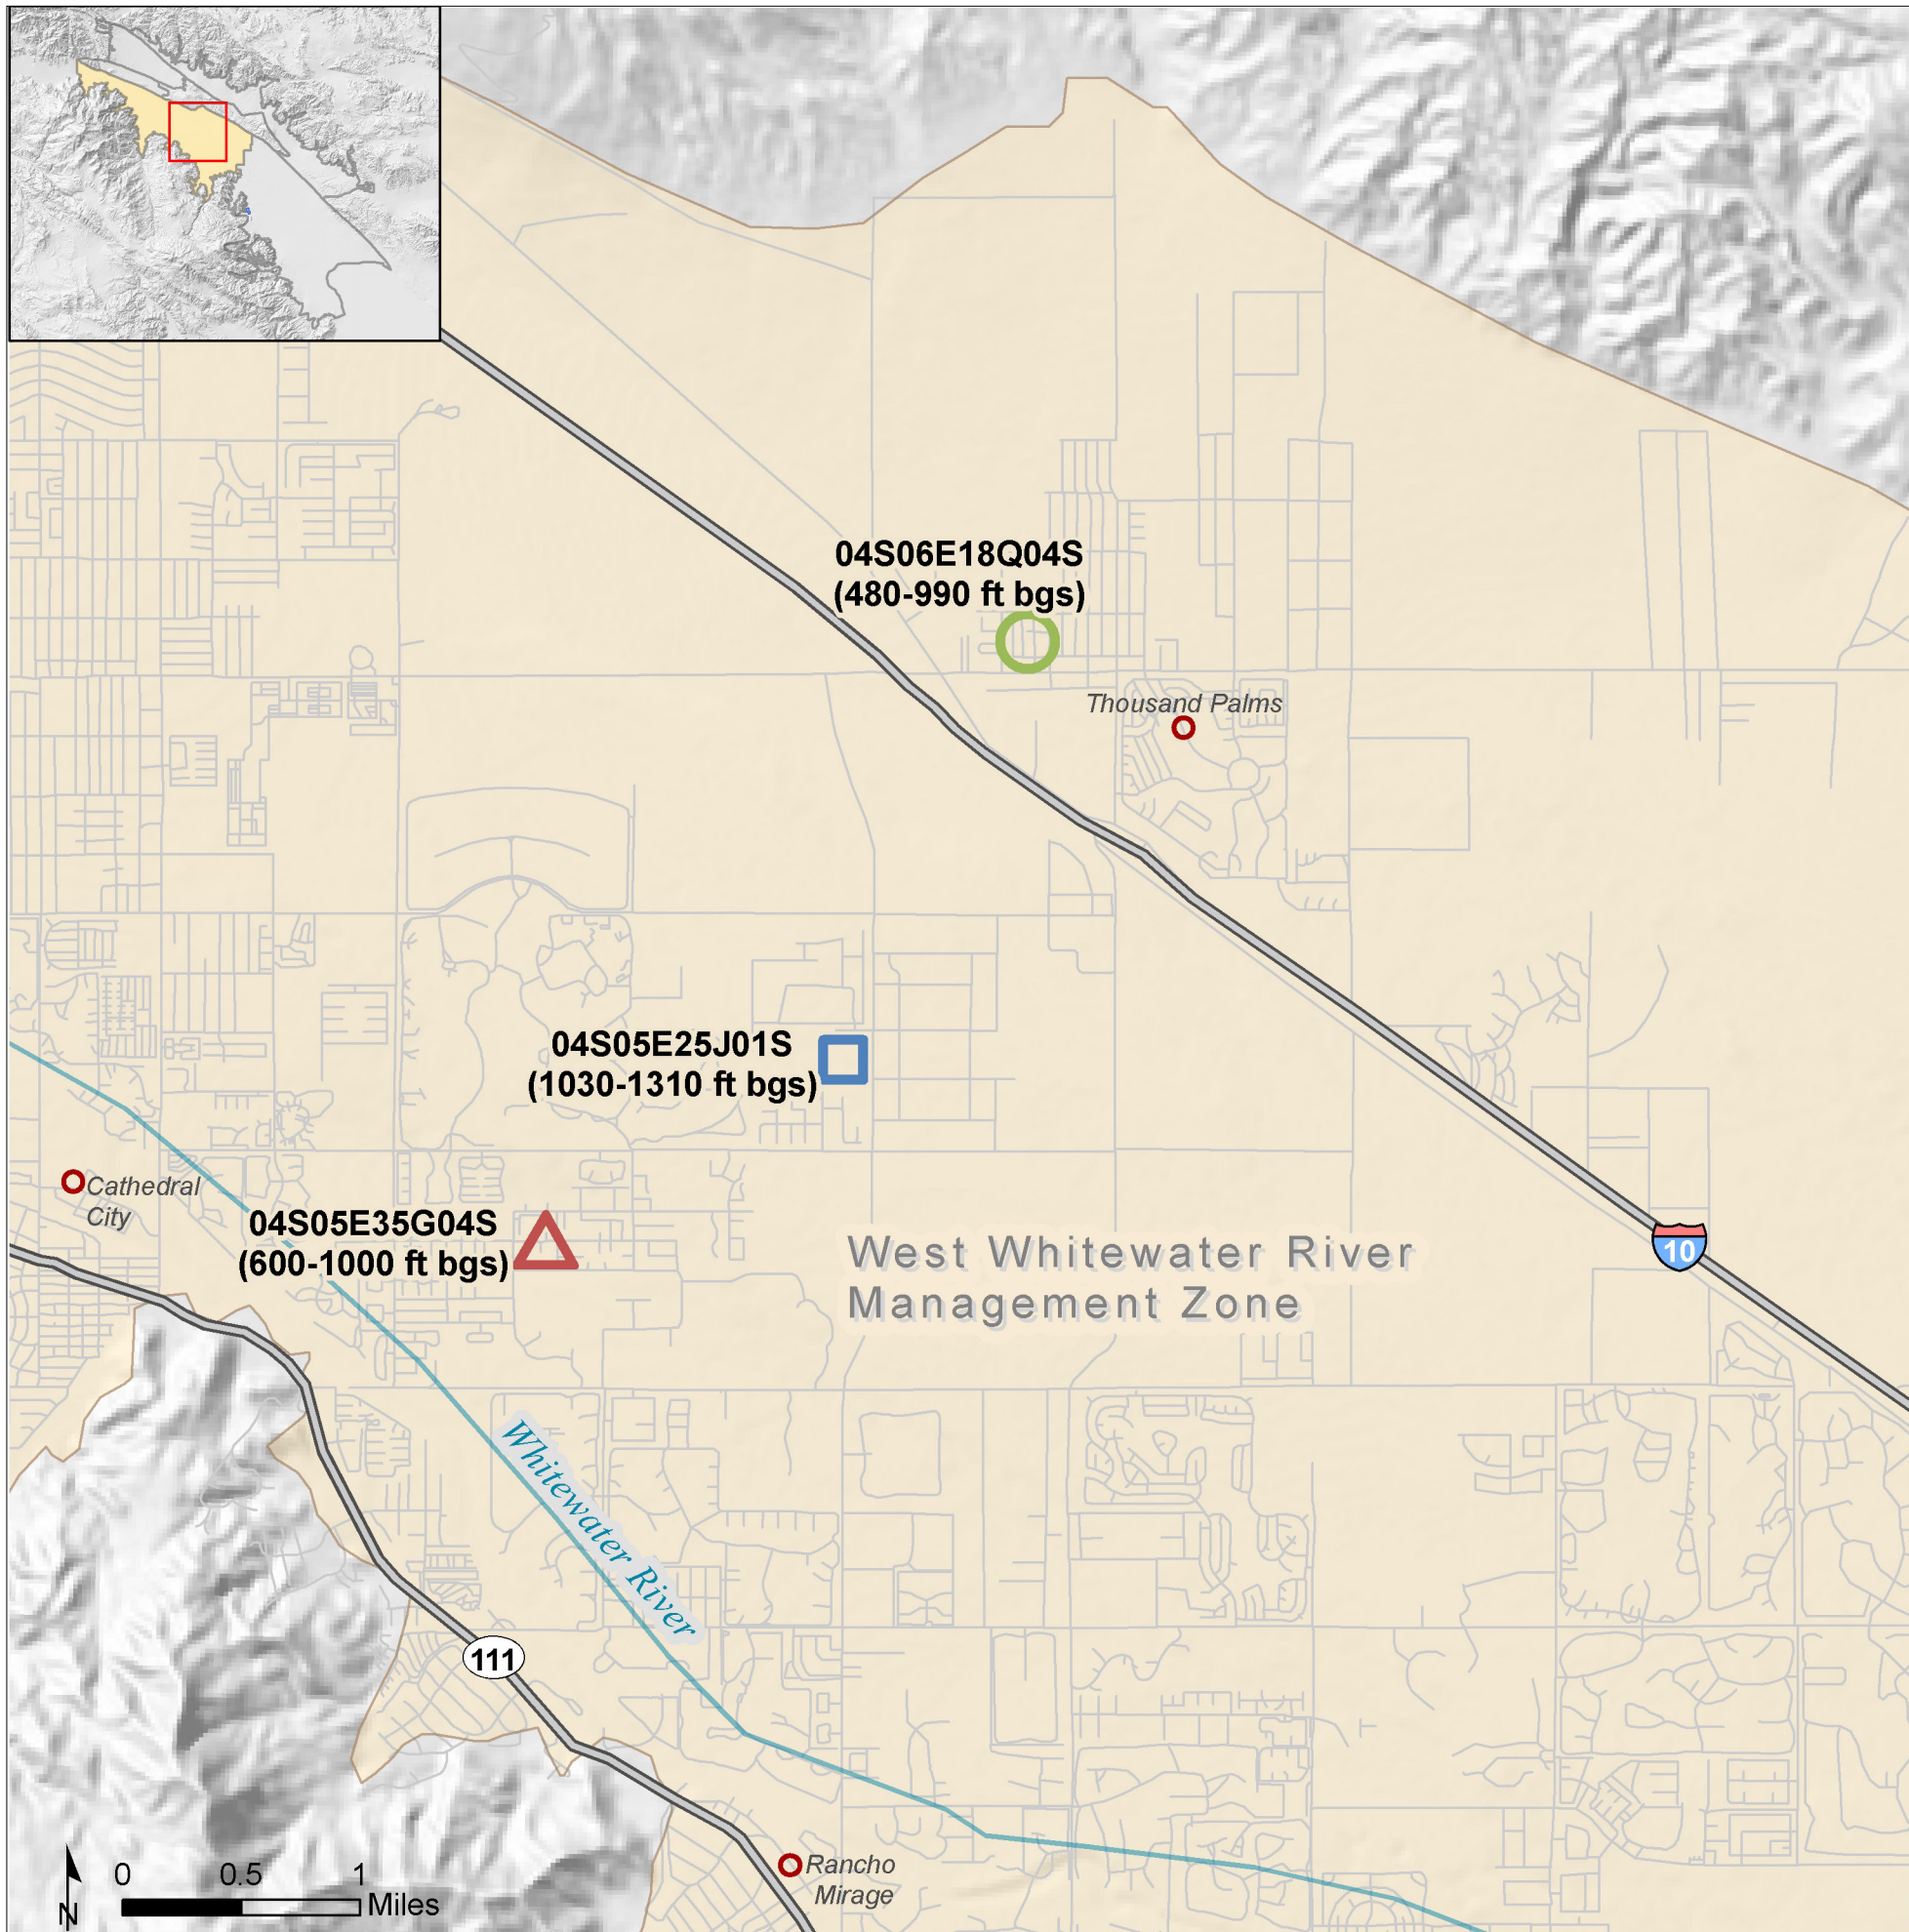 04S06E18Q04S
(480-990 ft bgs)
Thousand Palms
04S05E25J01S
(1030-1310 ft bgs)
Cathedral
City
04S05E35G04S
(600-1000 ft bgs)
West Whitewater River
Management Zone
10
Whitewater River
111
Rancho
Mirage
0 0.5 1
Miles
N